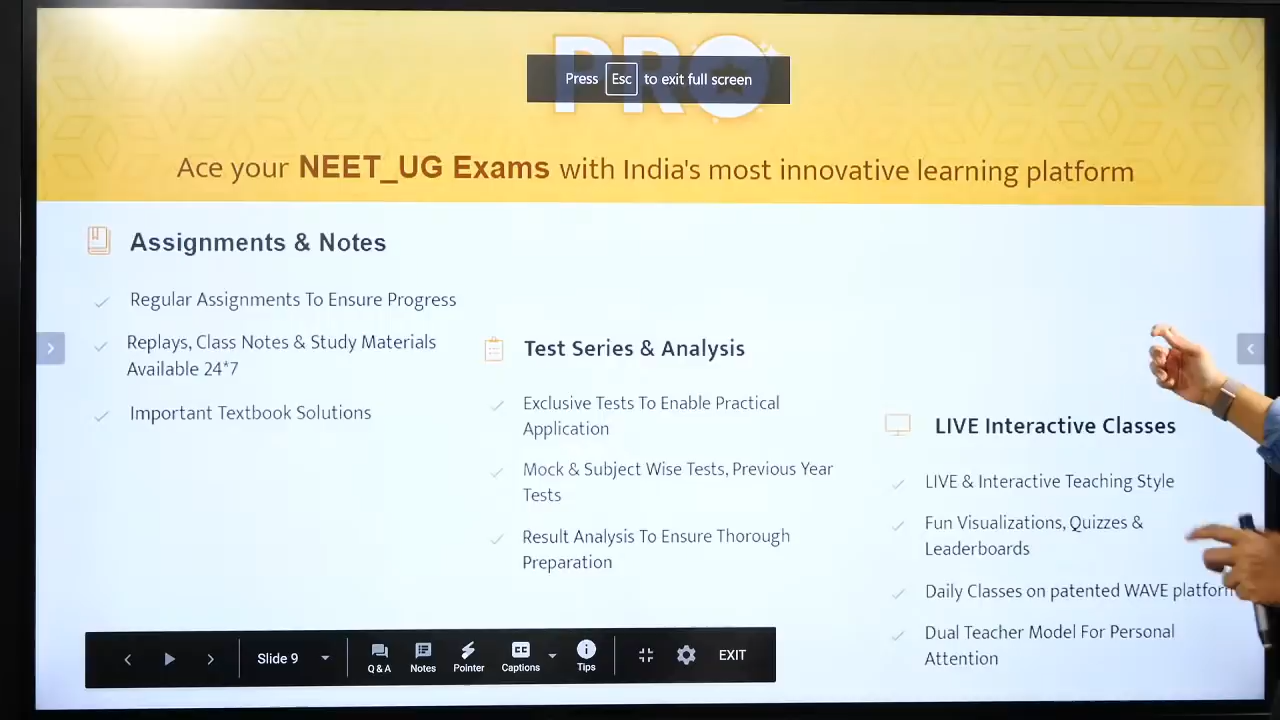 PRO
Press Esc to exit full screen
Ace your NEET_UG Exams with India's most innovative learning platform
Assignments & Notes
Regular Assignments To Ensure Progress
Replays, Class Notes & Study Materials
Available 24*7
Important Textbook Solutions
Test Series & Analysis
Exclusive Tests To Enable Practical
Application
Mock & Subject Wise Tests, Previous Year
Tests
Result Analysis To Ensure Thorough
Preparation
LIVE Interactive Classes
LIVE & Interactive Teaching Style
Fun Visualizations, Quizzes &
Leaderboards
Daily Classes on patented WAVE platform
Dual Teacher Model For Personal
Attention
Slide 9
Q & A
Notes
Pointer
CC
Captions
Tips
EXIT